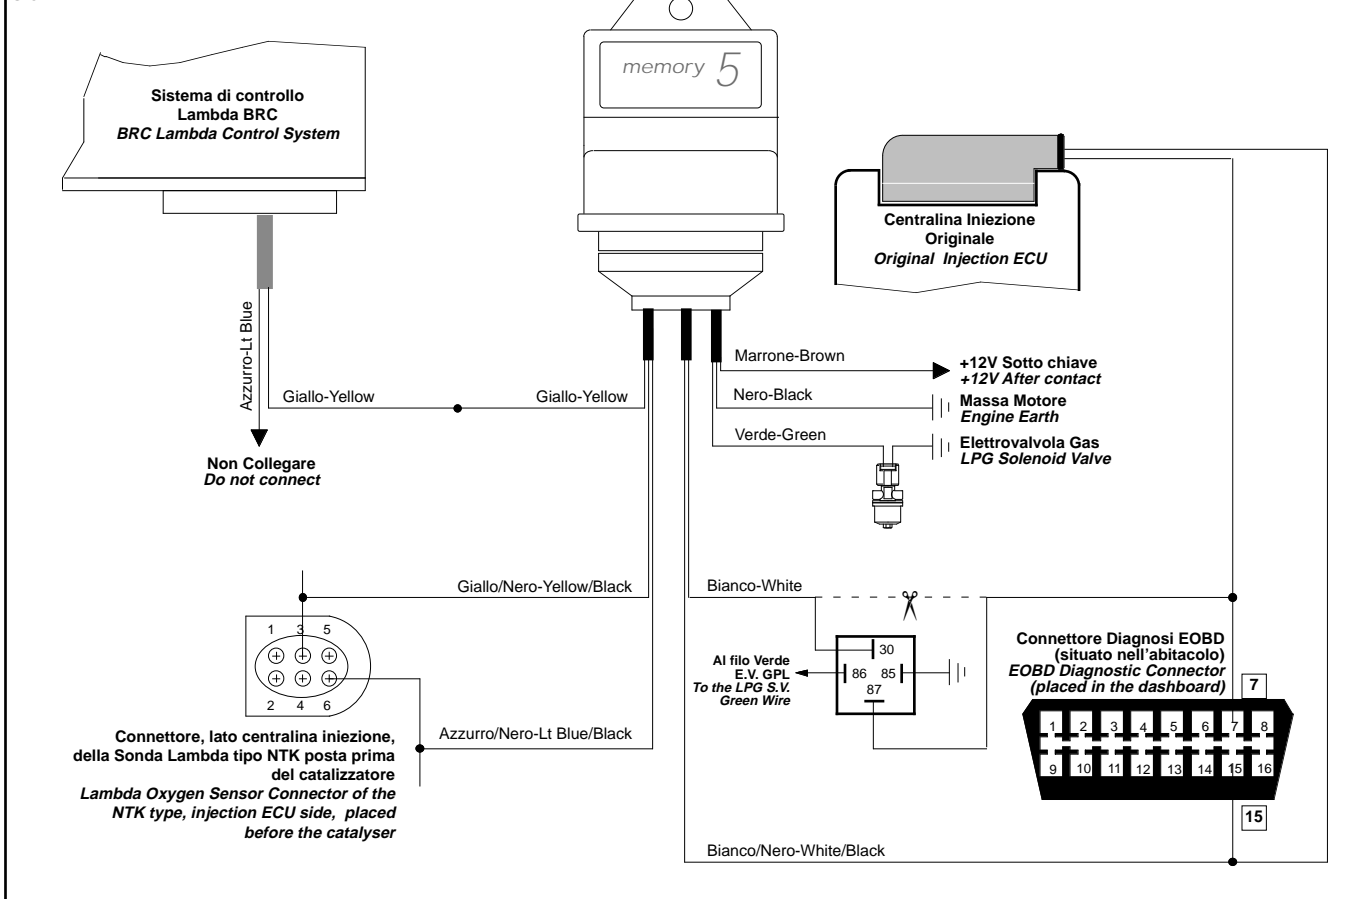 memory 5
Sistema di controllo
Lambda BRC
BRC Lambda Control System
Centralina Iniezione
Originale
Original Injection ECU
Azzurro-Lt Blue
Giallo-Yellow
Giallo-Yellow
Non Collegare
Do not connect
Marrone-Brown
+12V Sotto chiave
+12V After contact
Nero-Black
Massa Motore
Engine Earth
Verde-Green
Elettrovalvola Gas
LPG Solenoid Valve
Giallo/Nero-Yellow/Black
Bianco-White
1 3 5
2 4 6
Azzurro/Nero-Lt Blue/Black
Connettore, lato centralina iniezione,
della Sonda Lambda tipo NTK posta prima
del catalizzatore
Lambda Oxygen Sensor Connector of the
NTK type, injection ECU side, placed
before the catalyser
Al filo Verde
E.V. GPL
To the LPG S.V.
Green Wire
30
86 85
87
Connettore Diagnosi EOBD
(situato nell'abitacolo)
EOBD Diagnostic Connector
(placed in the dashboard)
7
1 2 3 4 5 6 7 8
9 10 11 12 13 14 15 16
15
Bianco/Nero-White/Black